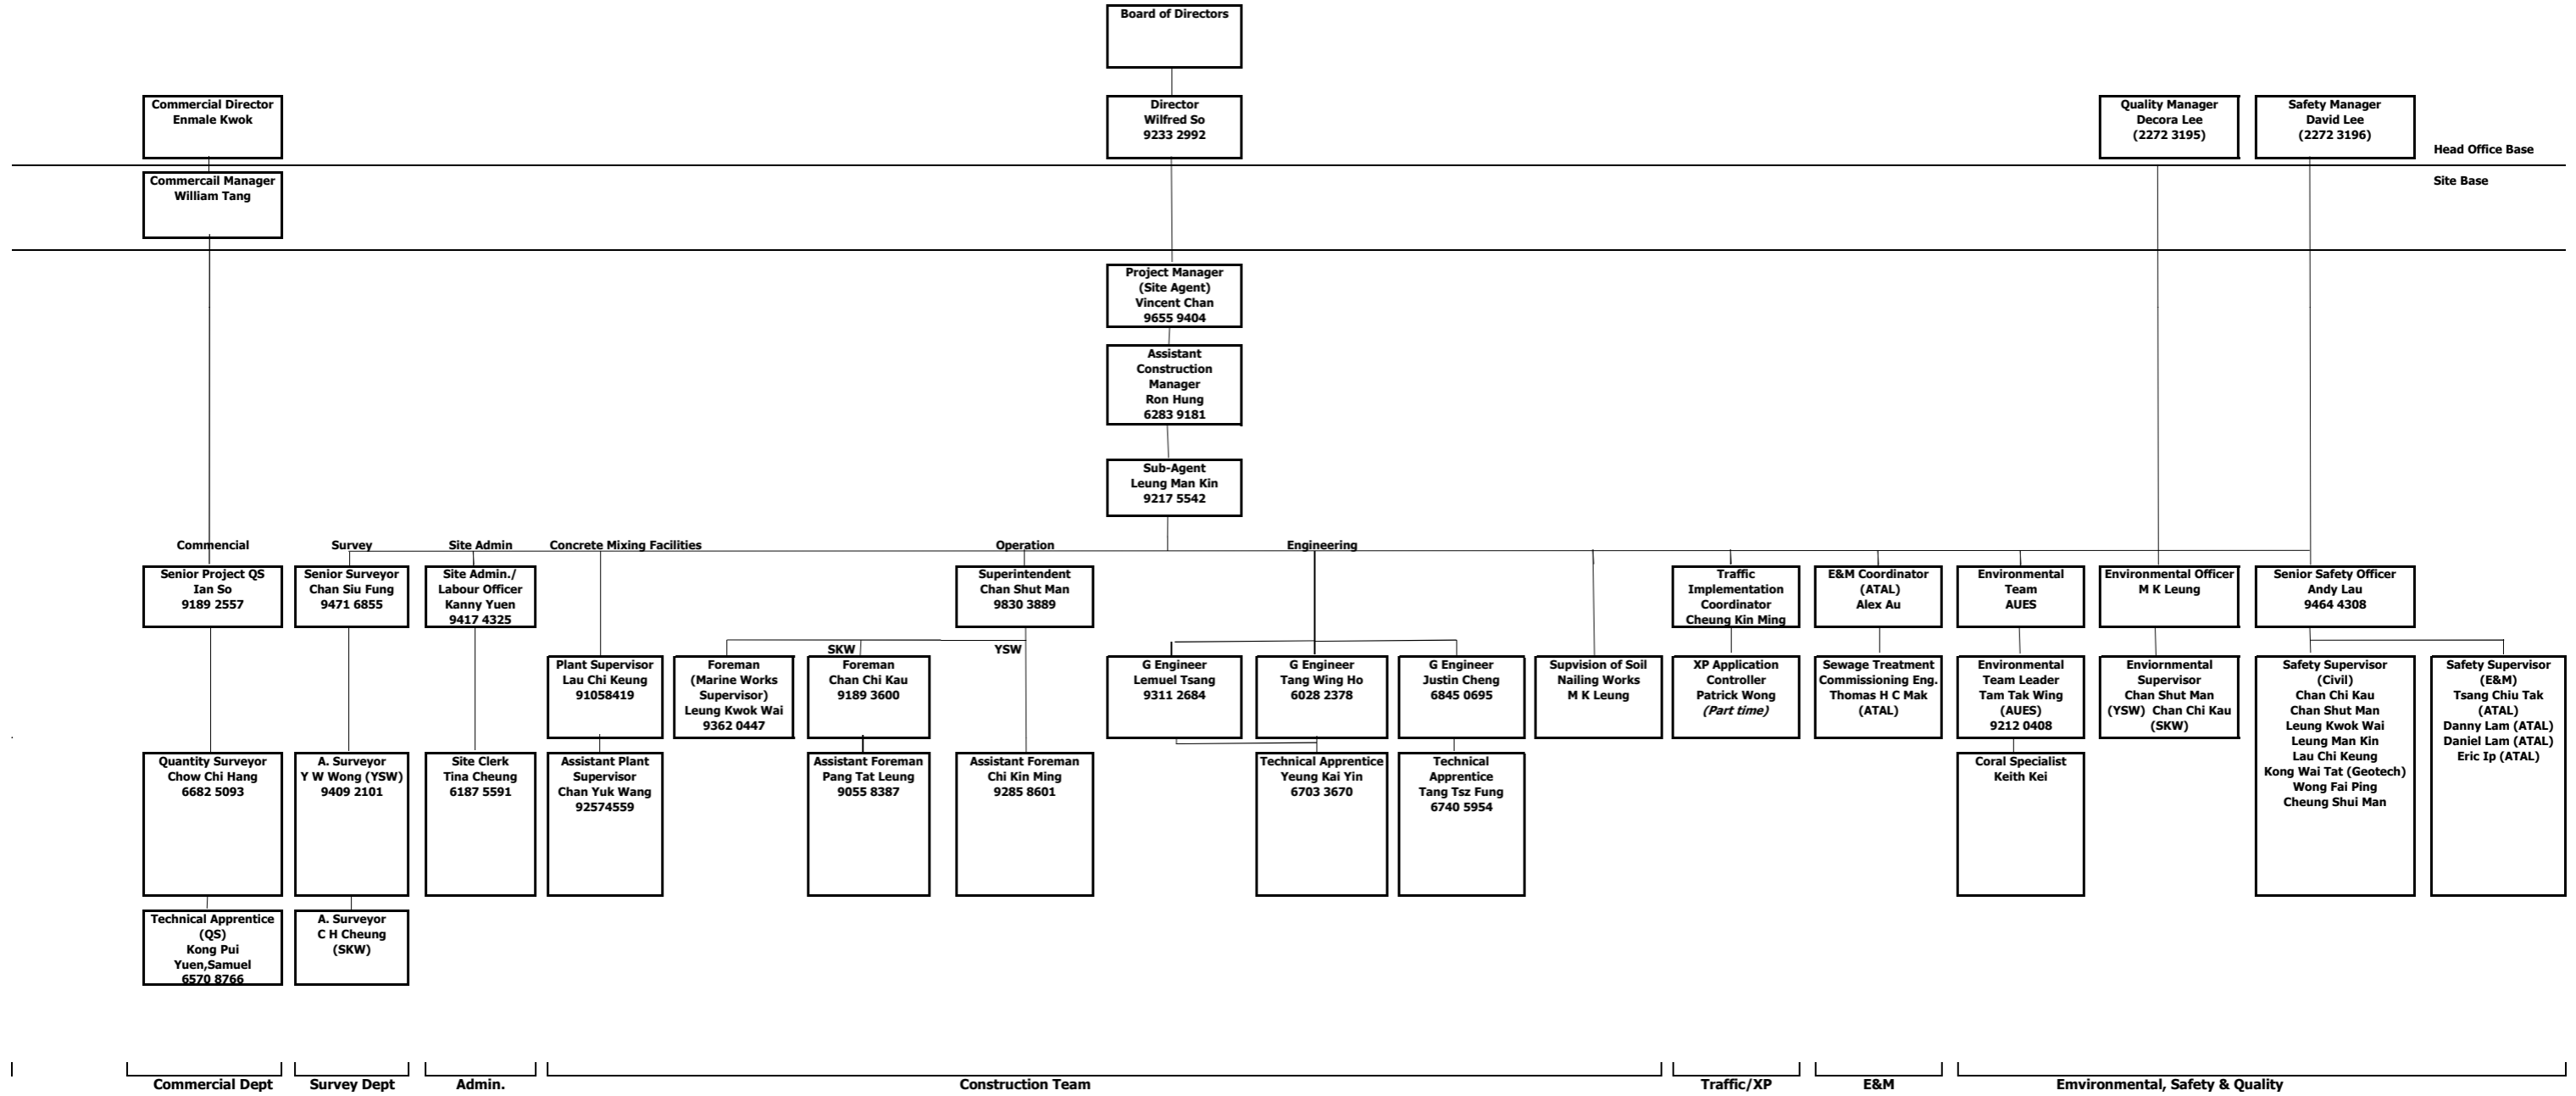 Board of Directors
Commercial Director
Enmale Kwok
Director
Wilfred So
9233 2992
Quality Manager
Decora Lee
(2272 3195)
Safety Manager
David Lee
(2272 3196)
Head Office Base
Commercail Manager
William Tang
Site Base
Project Manager
(Site Agent)
Vincent Chan
9655 9404
Assistant
Construction
Manager
Ron Hung
6283 9181
Sub-Agent
Leung Man Kin
9217 5542
Commencial
Survey
Site Admin
Concrete Mixing Facilities
Operation
Engineering
Senior Project QS
Ian So
9189 2557
Senior Surveyor
Chan Siu Fung
9471 6855
Site Admin./
Labour Officer
Kanny Yuen
9417 4325
Superintendent
Chan Shut Man
9830 3889
Traffic
Implementation
Coordinator
Cheung Kin Ming
E&M Coordinator
(ATAL)
Alex Au
Environmental
Team
AUES
Environmental Officer
M K Leung
Senior Safety Officer
Andy Lau
9464 4308
SKW
YSW
Plant Supervisor
Lau Chi Keung
91058419
Foreman
(Marine Works
Supervisor)
Leung Kwok Wai
9362 0447
Foreman
Chan Chi Kau
9189 3600
G Engineer
Lemuel Tsang
9311 2684
G Engineer
Tang Wing Ho
6028 2378
G Engineer
Justin Cheng
6845 0695
Supvision of Soil
Nailing Works
M K Leung
XP Application
Controller
Patrick Wong
(Part time)
Sewage Treatment
Commissioning Eng.
Thomas H C Mak
(ATAL)
Environmental
Team Leader
Tam Tak Wing
(AUES)
9212 0408
Enviornmental
Supervisor
Chan Shut Man
(YSW) Chan Chi Kau
(SKW)
Safety Supervisor
(Civil)
Chan Chi Kau
Chan Shut Man
Leung Kwok Wai
Leung Man Kin
Lau Chi Keung
Kong Wai Tat (Geotech)
Wong Fai Ping
Cheung Shui Man
Safety Supervisor
(E&M)
Tsang Chiu Tak
(ATAL)
Danny Lam (ATAL)
Daniel Lam (ATAL)
Eric Ip (ATAL)
Quantity Surveyor
Chow Chi Hang
6682 5093
A. Surveyor
Y W Wong (YSW)
9409 2101
Site Clerk
Tina Cheung
6187 5591
Assistant Plant
Supervisor
Chan Yuk Wang
92574559
Assistant Foreman
Pang Tat Leung
9055 8387
Assistant Foreman
Chi Kin Ming
9285 8601
Technical Apprentice
Yeung Kai Yin
6703 3670
Technical
Apprentice
Tang Tsz Fung
6740 5954
Coral Specialist
Keith Kei
Technical Apprentice
(QS)
Kong Pui
Yuen,Samuel
6570 8766
A. Surveyor
C H Cheung
(SKW)
Commercial Dept
Survey Dept
Admin.
Construction Team
Traffic/XP
E&M
Emvironmental, Safety & Quality